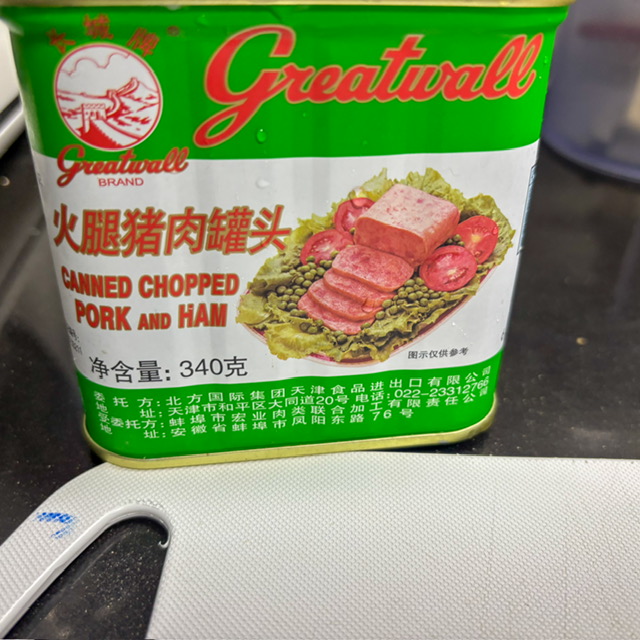 长城牌
Greatwall
Greatwall
BRAND
火腿猪肉罐头
CANNED CHOPPED
PORK AND HAM
净含量: 340克
图示仅供参考
委托方: 北方国际集团天津食品进出口有限公司
地址: 天津市和平区大同道20号 电话: 022-23312766
受委托方: 蚌埠市宏业肉类联合加工有限责任公司
地址: 安徽省蚌埠市凤阳东路76号